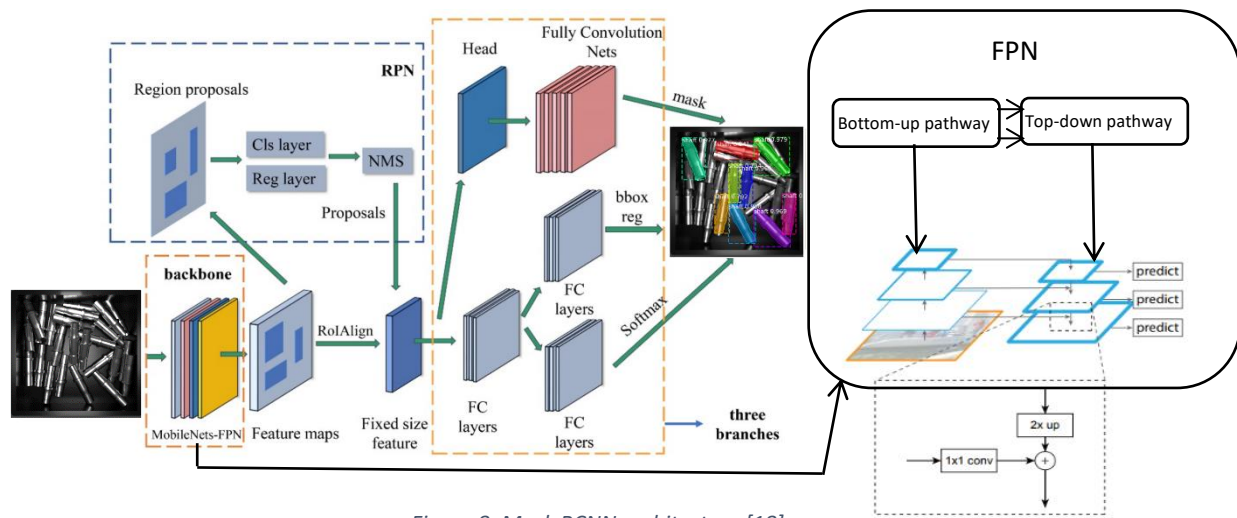 RPN
Region proposals
Cls layer
Reg layer
NMS
Proposals
Head
Fully Convolution
Nets
mask
bbox
reg
FC
layers
Softmax
backbone
MobileNets-FPN
Feature maps
RoIAlign
Fixed size
feature
FC
layers
FC
layers
three
branches
FPN
Bottom-up pathway
Top-down pathway
predict
predict
predict
2x up
1x1 conv
+